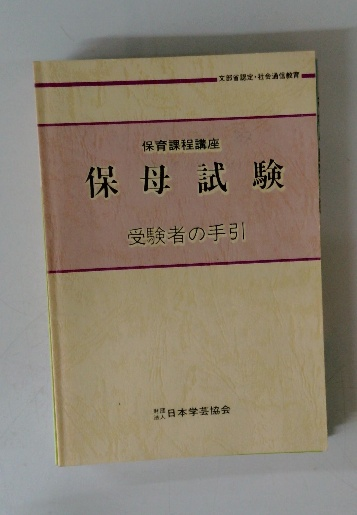 文部省認定・社会通信教育
保育課程講座
保母試験
受験者の手引
財団法人 日本学芸協会